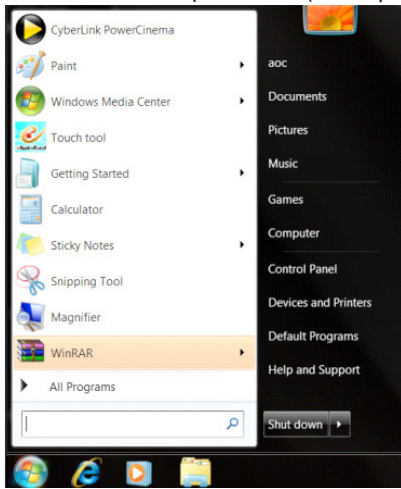 CyberLink PowerCinema
Paint
Windows Media Center
Touch tool
Getting Started
Calculator
Sticky Notes
Snipping Tool
Magnifier
WinRAR
All Programs
aoc
Documents
Pictures
Music
Games
Computer
Control Panel
Devices and Printers
Default Programs
Help and Support
Shut down